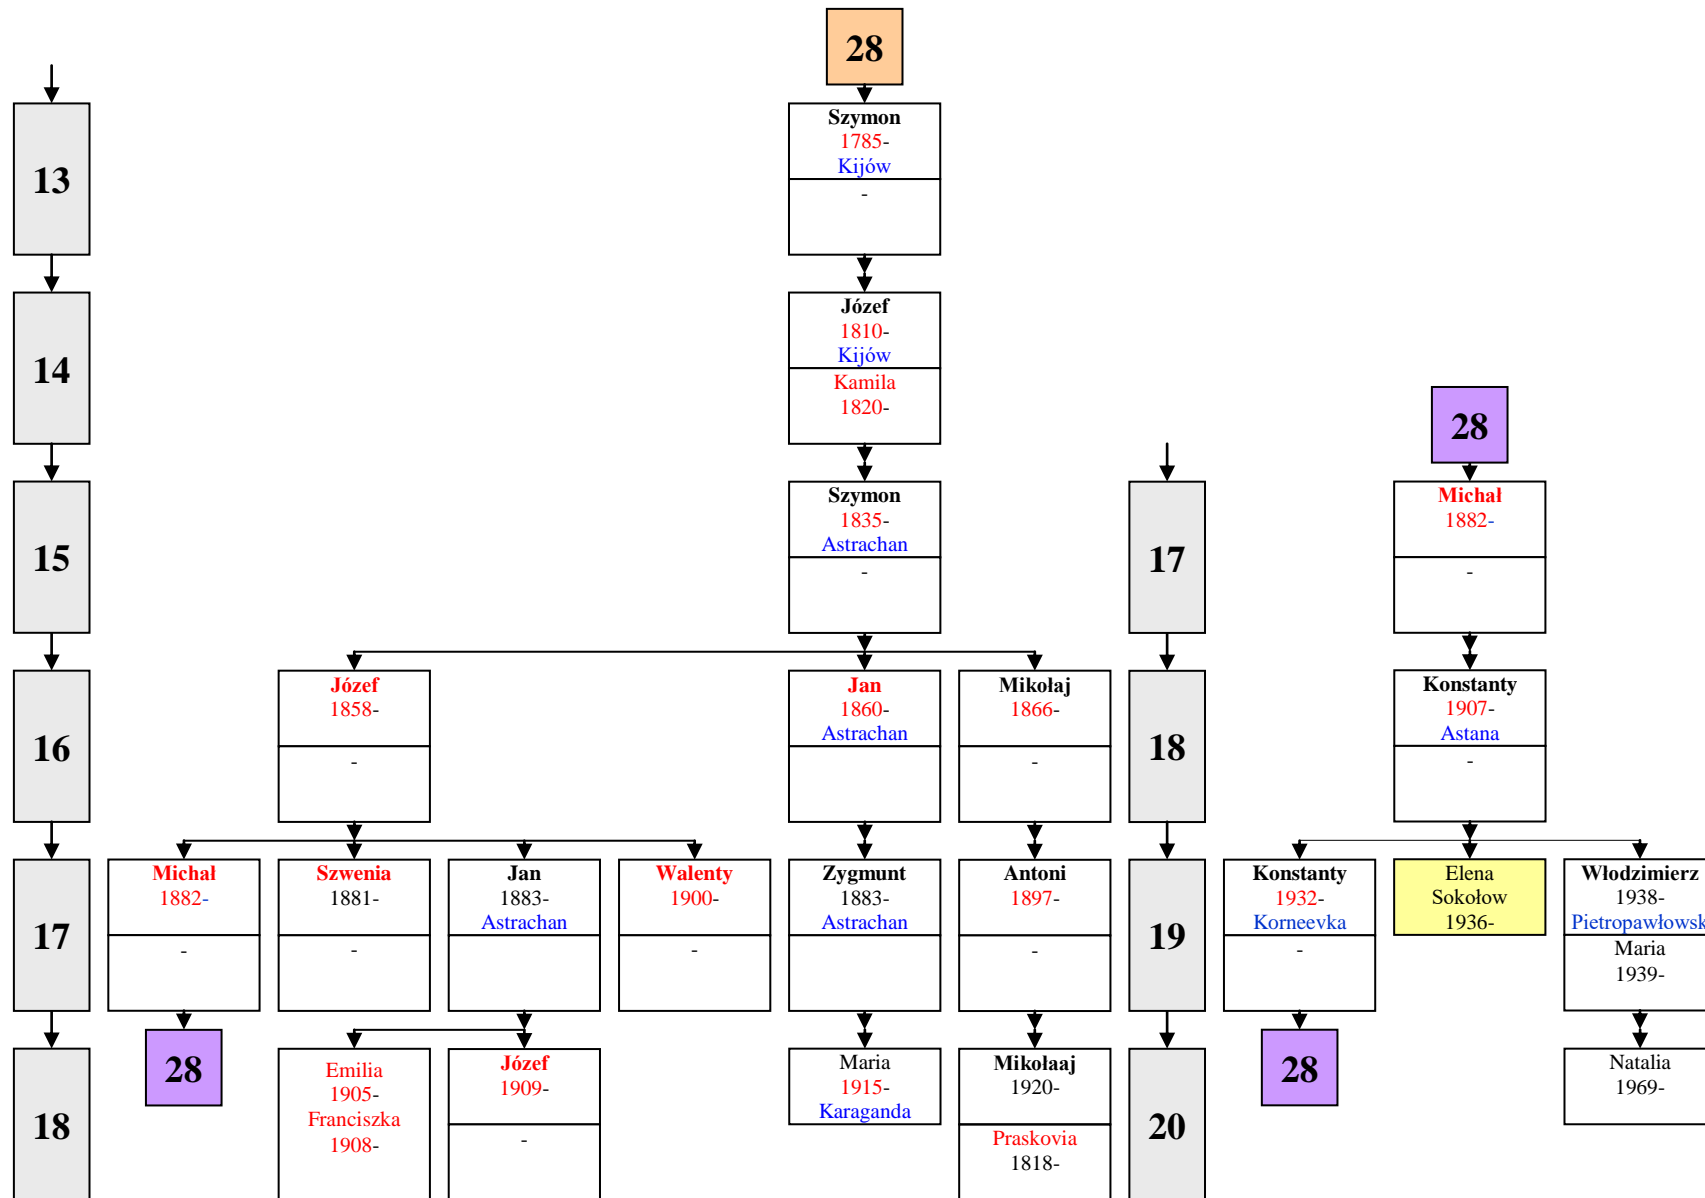 28
13
Szymon
1785-
Kijów
-
14
Józef
1810-
Kijów
Kamila
1820-
28
15
Szymon
1835-
Astrachan
-
17
Michał
1882-
-
16
Józef
1858-
-
Jan
1860-
Astrachan
Mikołaj
1866-
-
18
Konstanty
1907-
Astana
-
17
Michał
1882-
-
Szwenia
1881-
-
Jan
1883-
Astrachan
Walenty
1900-
-
Zygmunt
1883-
Astrachan
Antoni
1897-
-
19
Konstanty
1932-
Korneevka
-
Elena
Sokołow
1936-
Włodzimierz
1938-
Pietropawłowsk
Maria
1939-
18
28
Emilia
1905-
Franciszka
1908-
Józef
1909-
-
Maria
1915-
Karaganda
Mikołaaj
1920-
Praskovia
1818-
20
28
Natalia
1969-